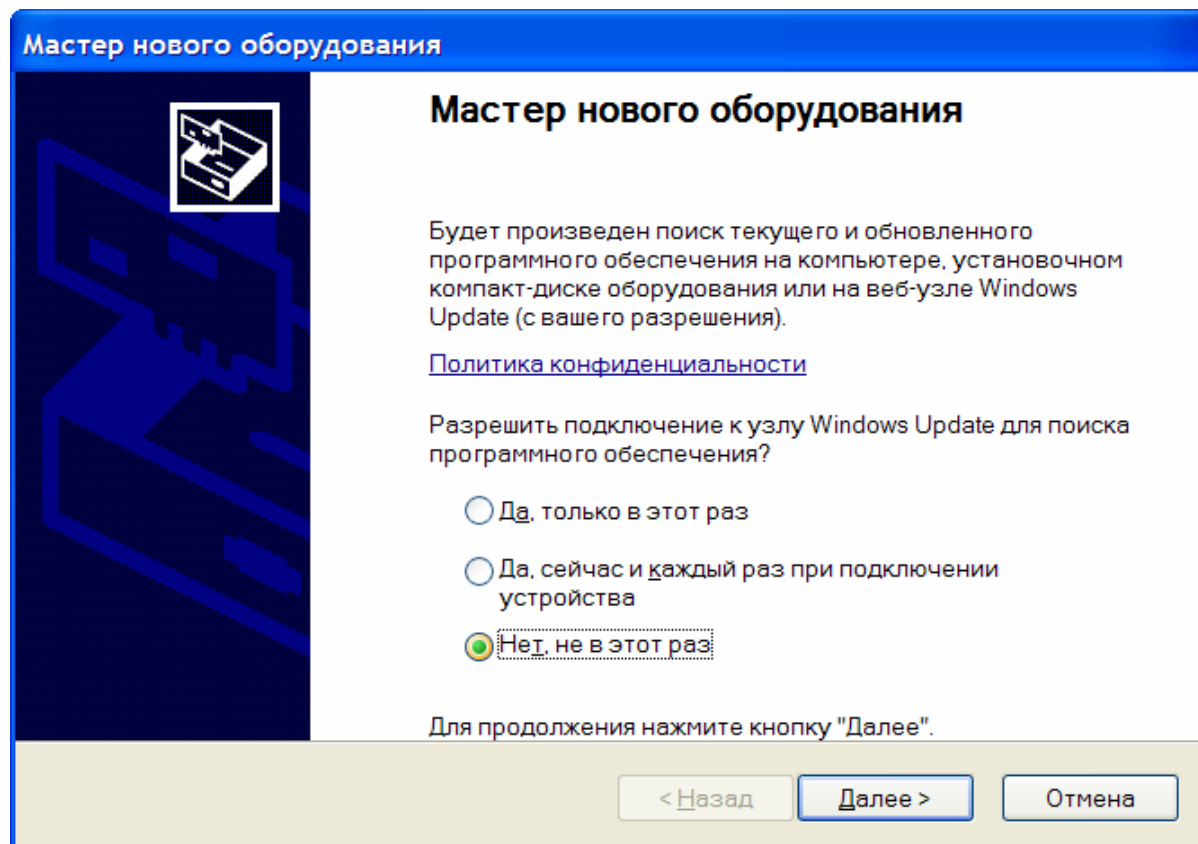 Мастер нового оборудования
Мастер нового оборудования
Будет произведен поиск текущего и обновленного
программного обеспечения на компьютере, установочном
компакт-диске оборудования или на веб-узле Windows
Update (с вашего разрешения).
Политика конфиденциальности
Разрешить подключение к узлу Windows Update для поиска
программного обеспечения?
Да, только в этот раз
Да, сейчас и каждый раз при подключении
устройства
Нет, не в этот раз
Для продолжения нажмите кнопку "Далее".
< Назад Далее > Отмена